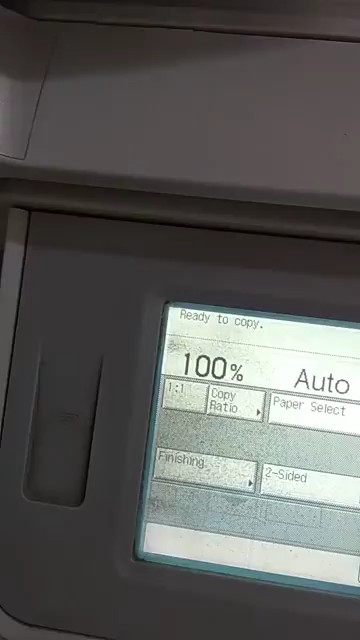 Ready to copy.
100% Auto
1:1 Copy Ratio Paper Select
Finishing 2-Sided